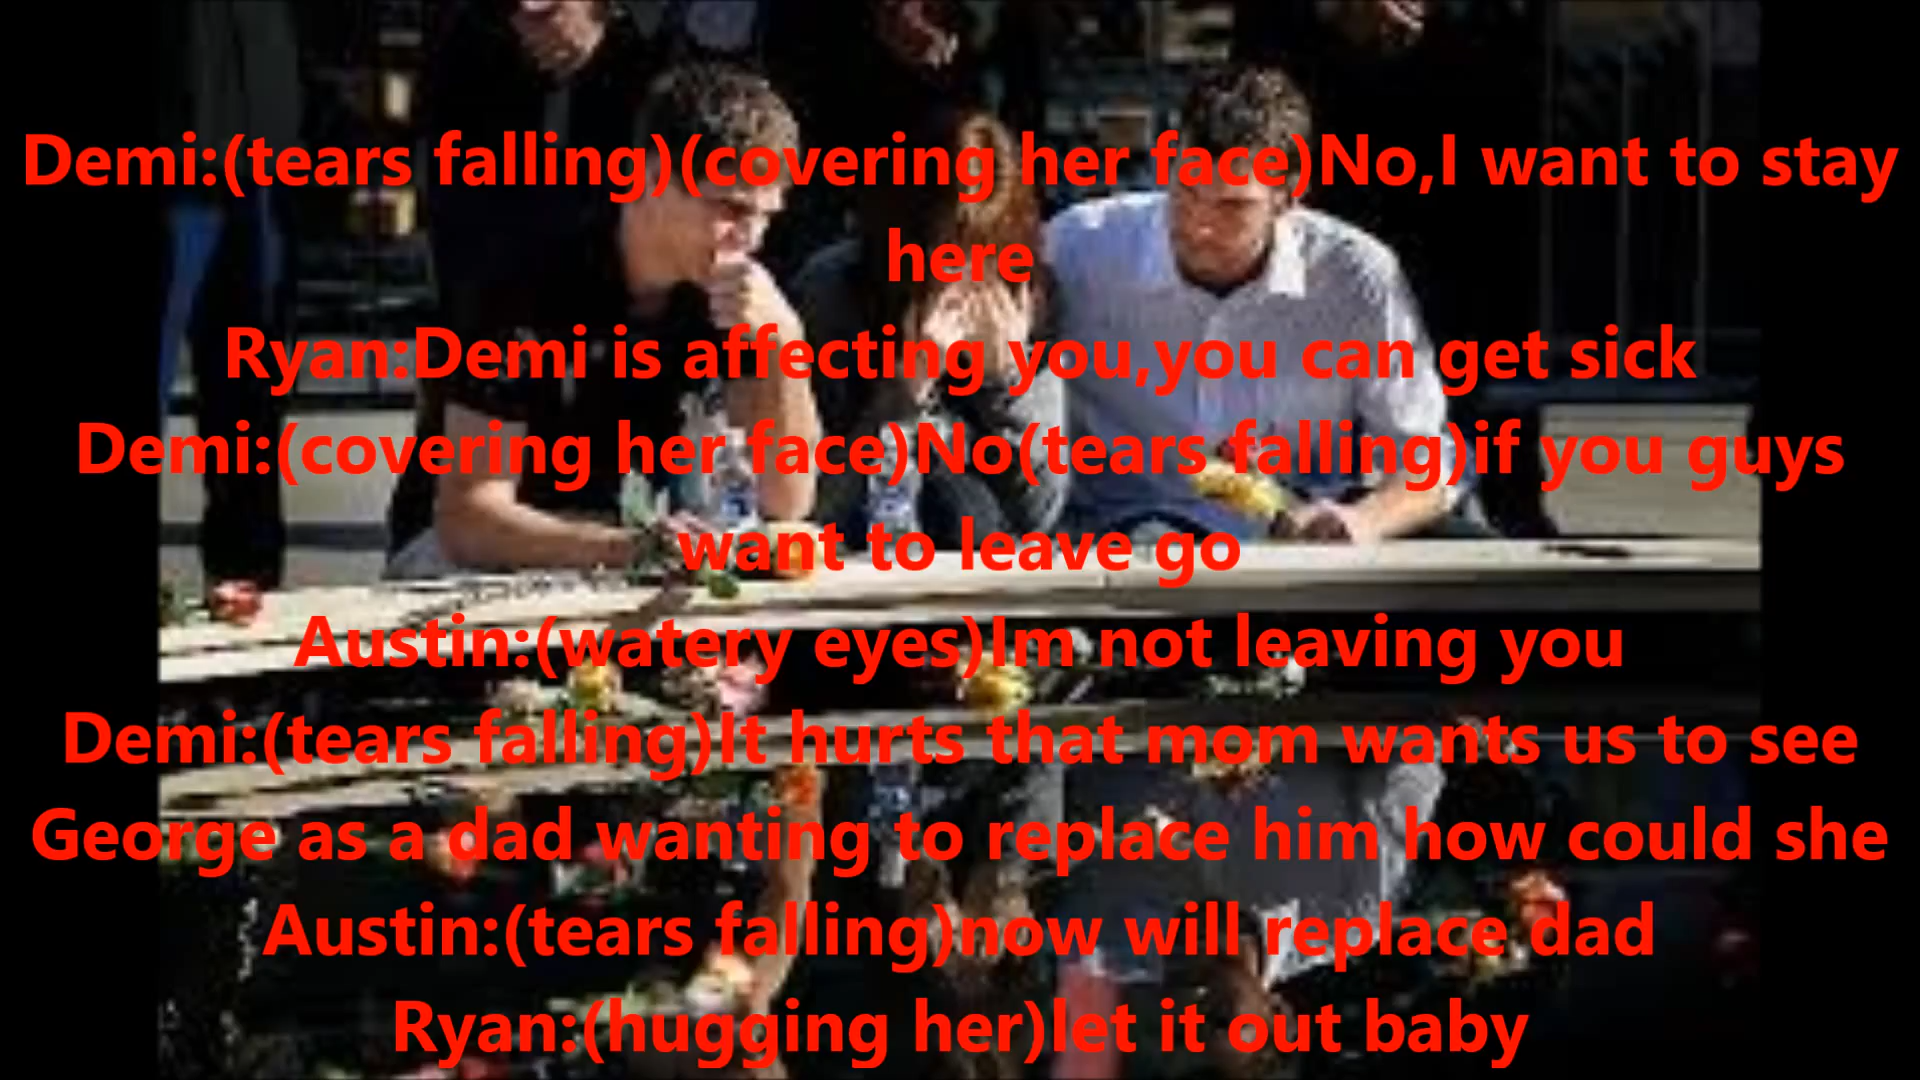 Demi:(tears falling)(covering her face)No,I want to stay
here
Ryan:Demi is affecting you,you can get sick
Demi:(covering her face)No(tears falling)if you guys
want to leave go
Austin:(watery eyes)Im not leaving you
Demi:(tears falling)It hurts that mom wants us to see
George as a dad wanting to replace him how could she
Austin:(tears falling)now will replace dad
Ryan:(hugging her)let it out baby